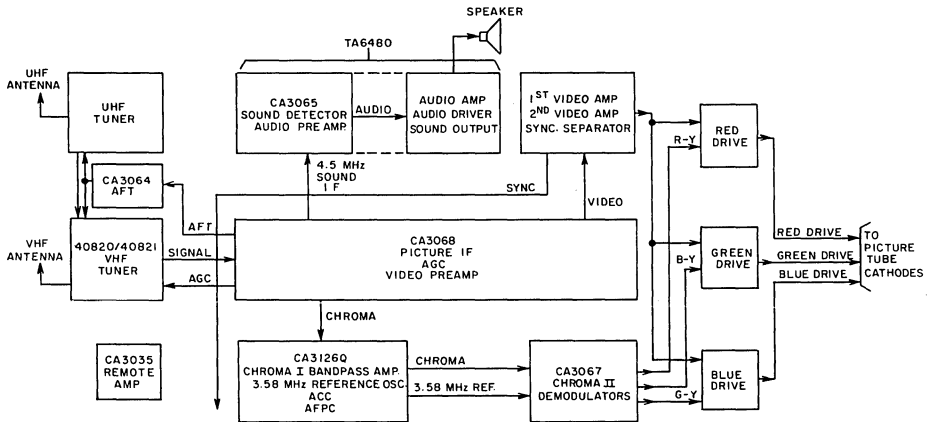 SPEAKER
TA6480
UHF
ANTENNA
UHF
TUNER
CA3065
SOUND DETECTOR
AUDIO PREAMP.
AUDIO
AUDIO AMP
AUDIO DRIVER
SOUND OUTPUT
1ST VIDEO AMP
2ND VIDEO AMP
SYNC. SEPARATOR
R-Y
RED
DRIVE
CA3064
AFT
4.5 MHz
SOUND
IF
SYNC
VIDEO
AFT
VHF
ANTENNA
40820/40821
VHF
TUNER
SIGNAL
AGC
CA3068
PICTURE IF
AGC
VIDEO PREAMP
B-Y
GREEN
DRIVE
RED DRIVE
GREEN DRIVE
BLUE DRIVE
TO
PICTURE
TUBE
CATHODES
CHROMA
CA3035
REMOTE
AMP
CA3126Q
CHROMA I BANDPASS AMP.
3.58 MHz REFERENCE OSC.
ACC
AFPC
CHROMA
3.58 MHz REF.
CA3067
CHROMA II
DEMODULATORS
G-Y
BLUE
DRIVE